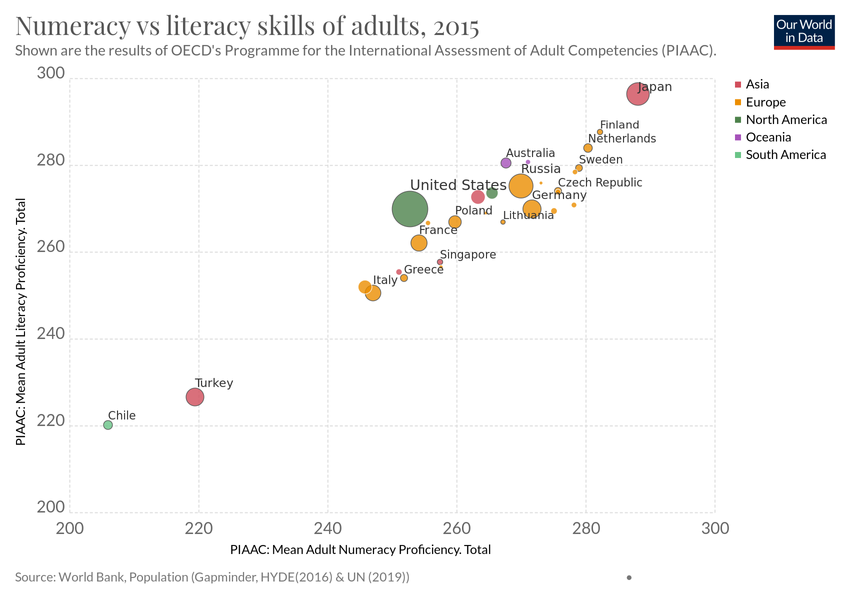 Numeracy vs literacy skills of adults, 2015
Shown are the results of OECD's Programme for the International Assessment of Adult Competencies (PIAAC).
Our World
in Data
300
280
260
240
220
200
PIAAC: Mean Adult Literacy Proficiency. Total
Japan
Finland
Netherlands
Australia
Sweden
Russia
United States
Czech Republic
Germany
Poland
Lithuania
France
Singapore
Greece
Italy
Turkey
Chile
200
220
240
260
280
300
PIAAC: Mean Adult Numeracy Proficiency. Total
Asia
Europe
North America
Oceania
South America
Source: World Bank, Population (Gapminder, HYDE(2016) & UN (2019))